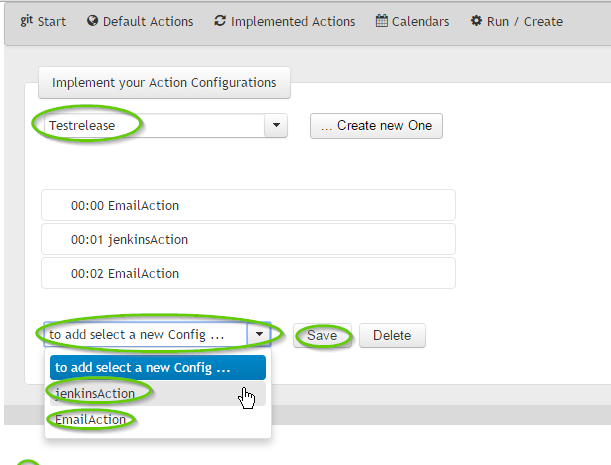 git Start Default Actions Implemented Actions Calendars Run / Create
Implement your Action Configurations
Testrelease ... Create new One
00:00 EmailAction
00:01 jenkinsAction
00:02 EmailAction
to add select a new Config ... Save Delete
to add select a new Config ...
jenkinsAction
EmailAction